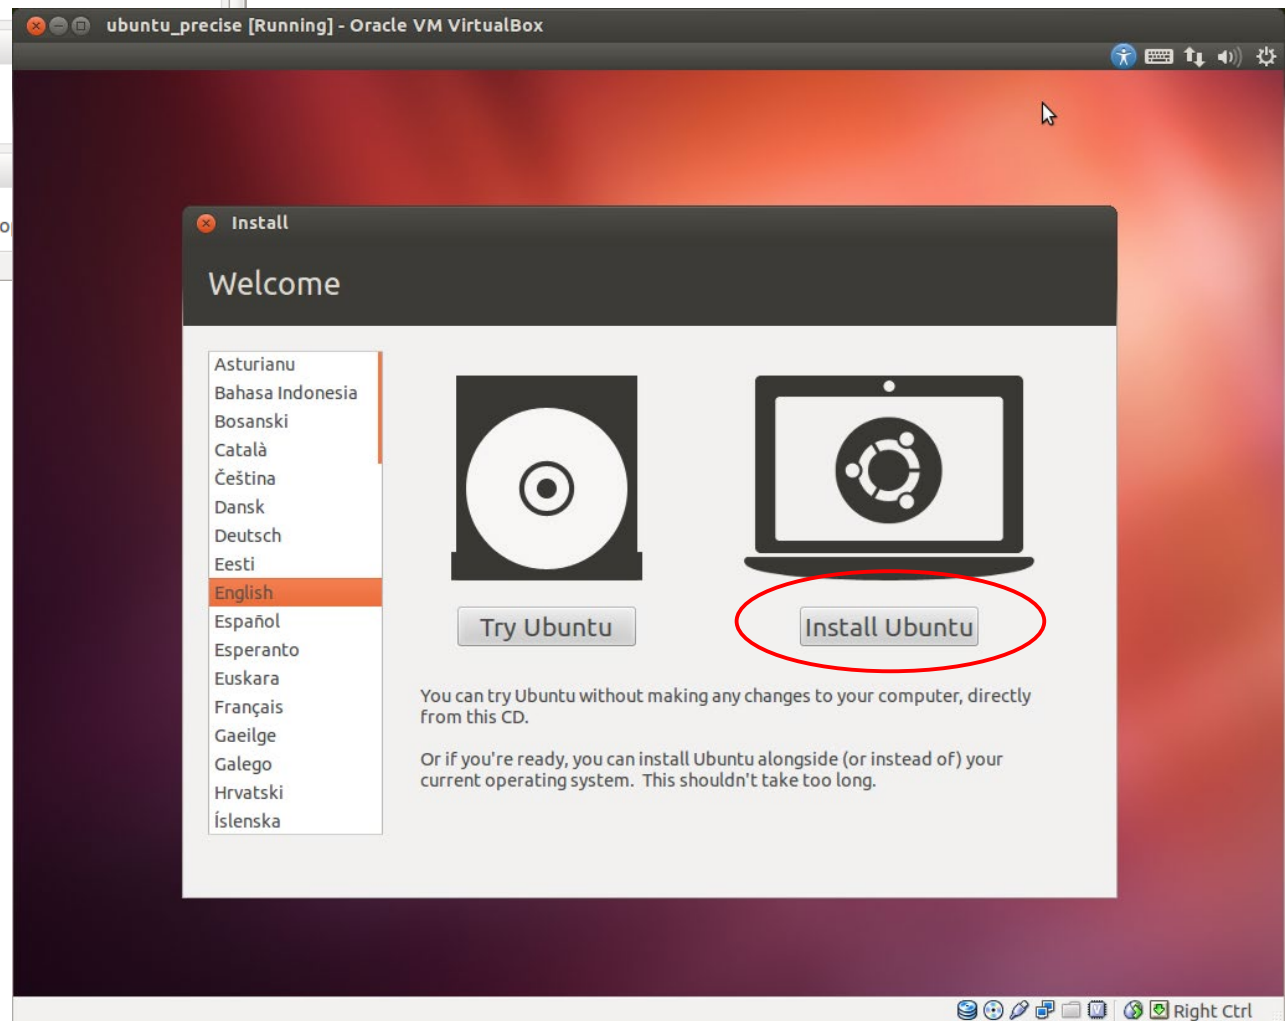 ubuntu_precise [Running] - Oracle VM VirtualBox
Install
Welcome
Asturianu
Bahasa Indonesia
Bosanski
Català
Čeština
Dansk
Deutsch
Eesti
English
Español
Esperanto
Euskara
Français
Gaeilge
Galego
Hrvatski
Íslenska
Try Ubuntu
Install Ubuntu
You can try Ubuntu without making any changes to your computer, directly
from this CD.
Or if you're ready, you can install Ubuntu alongside (or instead of) your
current operating system.  This shouldn't take too long.
Right Ctrl